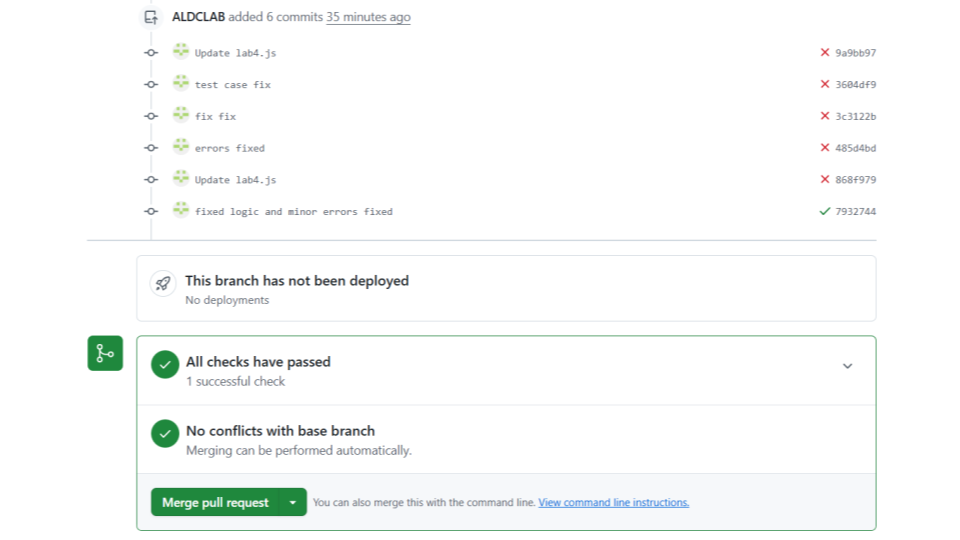 ALDCLAB added 6 commits 35 minutes ago
Update lab4.js 9a9bb97
test case fix 3604df9
fix fix 3c3122b
errors fixed 485d4bd
Update lab4.js 868f979
fixed logic and minor errors fixed 7932744
This branch has not been deployed
No deployments
All checks have passed
1 successful check
No conflicts with base branch
Merging can be performed automatically.
Merge pull request You can also merge this with the command line. View command line instructions.